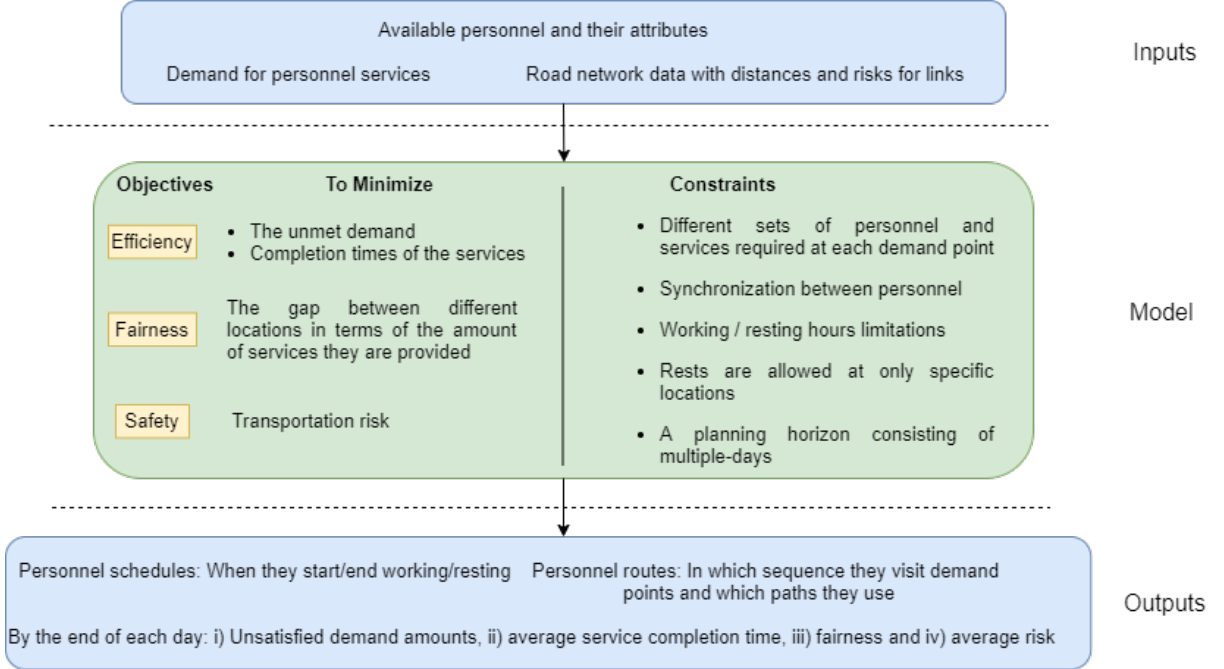 Available personnel and their attributes
Demand for personnel services
Road network data with distances and risks for links
Inputs
Objectives
To Minimize
Efficiency
• The unmet demand
• Completion times of the services
Fairness
The gap between different
locations in terms of the amount
of services they are provided
Safety
Transportation risk
Constraints
• Different sets of personnel and
services required at each demand point
• Synchronization between personnel
• Working / resting hours limitations
• Rests are allowed at only specific
locations
• A planning horizon consisting of
multiple-days
Model
Personnel schedules: When they start/end working/resting
Personnel routes: In which sequence they visit demand
points and which paths they use
By the end of each day: i) Unsatisfied demand amounts, ii) average service completion time, iii) fairness and iv) average risk
Outputs